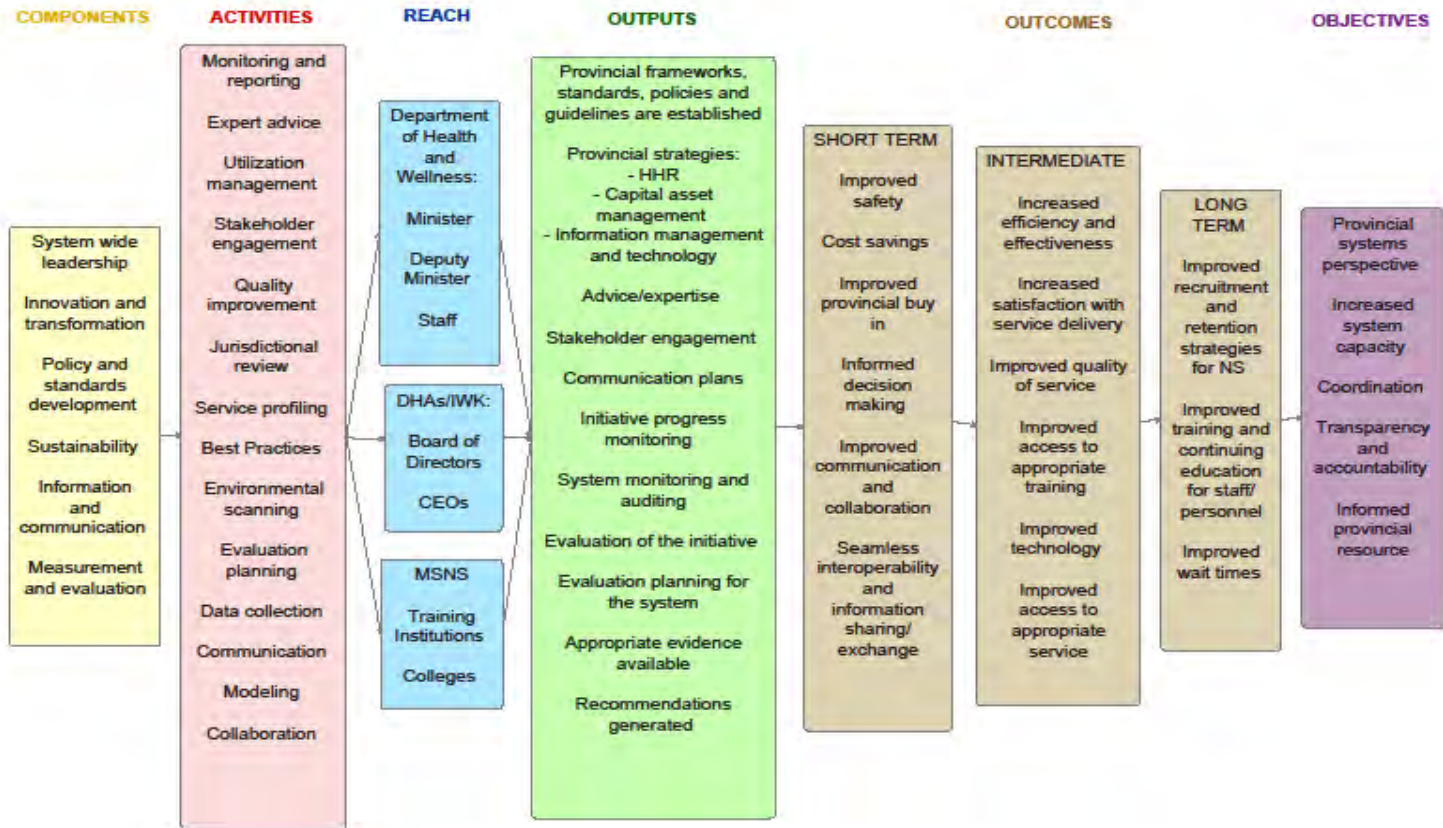 COMPONENTS
ACTIVITIES
REACH
OUTPUTS
OUTCOMES
OBJECTIVES
System wide
leadership
Innovation and
transformation
Policy and
standards
development
Sustainability
Information
and
communication
Measurement
and evaluation
Monitoring and
reporting
Expert advice
Utilization
management
Stakeholder
engagement
Quality
improvement
Jurisdictional
review
Service profiling
Best Practices
Environmental
scanning
Evaluation
planning
Data collection
Communication
Modeling
Collaboration
Department
of Health
and
Wellness:
Minister
Deputy
Minister
Staff
DHAs/IWK:
Board of
Directors
CEOs
MSNS
Training
Institutions
Colleges
Provincial frameworks,
standards, policies and
guidelines are established
Provincial strategies:
- HHR
- Capital asset
management
- Information management
and technology
Advice/expertise
Stakeholder engagement
Communication plans
Initiative progress
monitoring
System monitoring and
auditing
Evaluation of the initiative
Evaluation planning for
the system
Appropriate evidence
available
Recommendations
generated
SHORT TERM
Improved
safety
Cost savings
Improved
provincial buy
in
Informed
decision
making
Improved
communication
and
collaboration
Seamless
interoperability
and
information
sharing/
exchange
INTERMEDIATE
Increased
efficiency and
effectiveness
Increased
satisfaction with
service delivery
Improved quality
of service
Improved
access to
appropriate
training
Improved
technology
Improved
access to
appropriate
service
LONG
TERM
Improved
recruitment
and
retention
strategies
for NS
Improved
training and
continuing
education
for staff/
personnel
Improved
wait times
Provincial
systems
perspective
Increased
system
capacity
Coordination
Transparency
and
accountability
Informed
provincial
resource